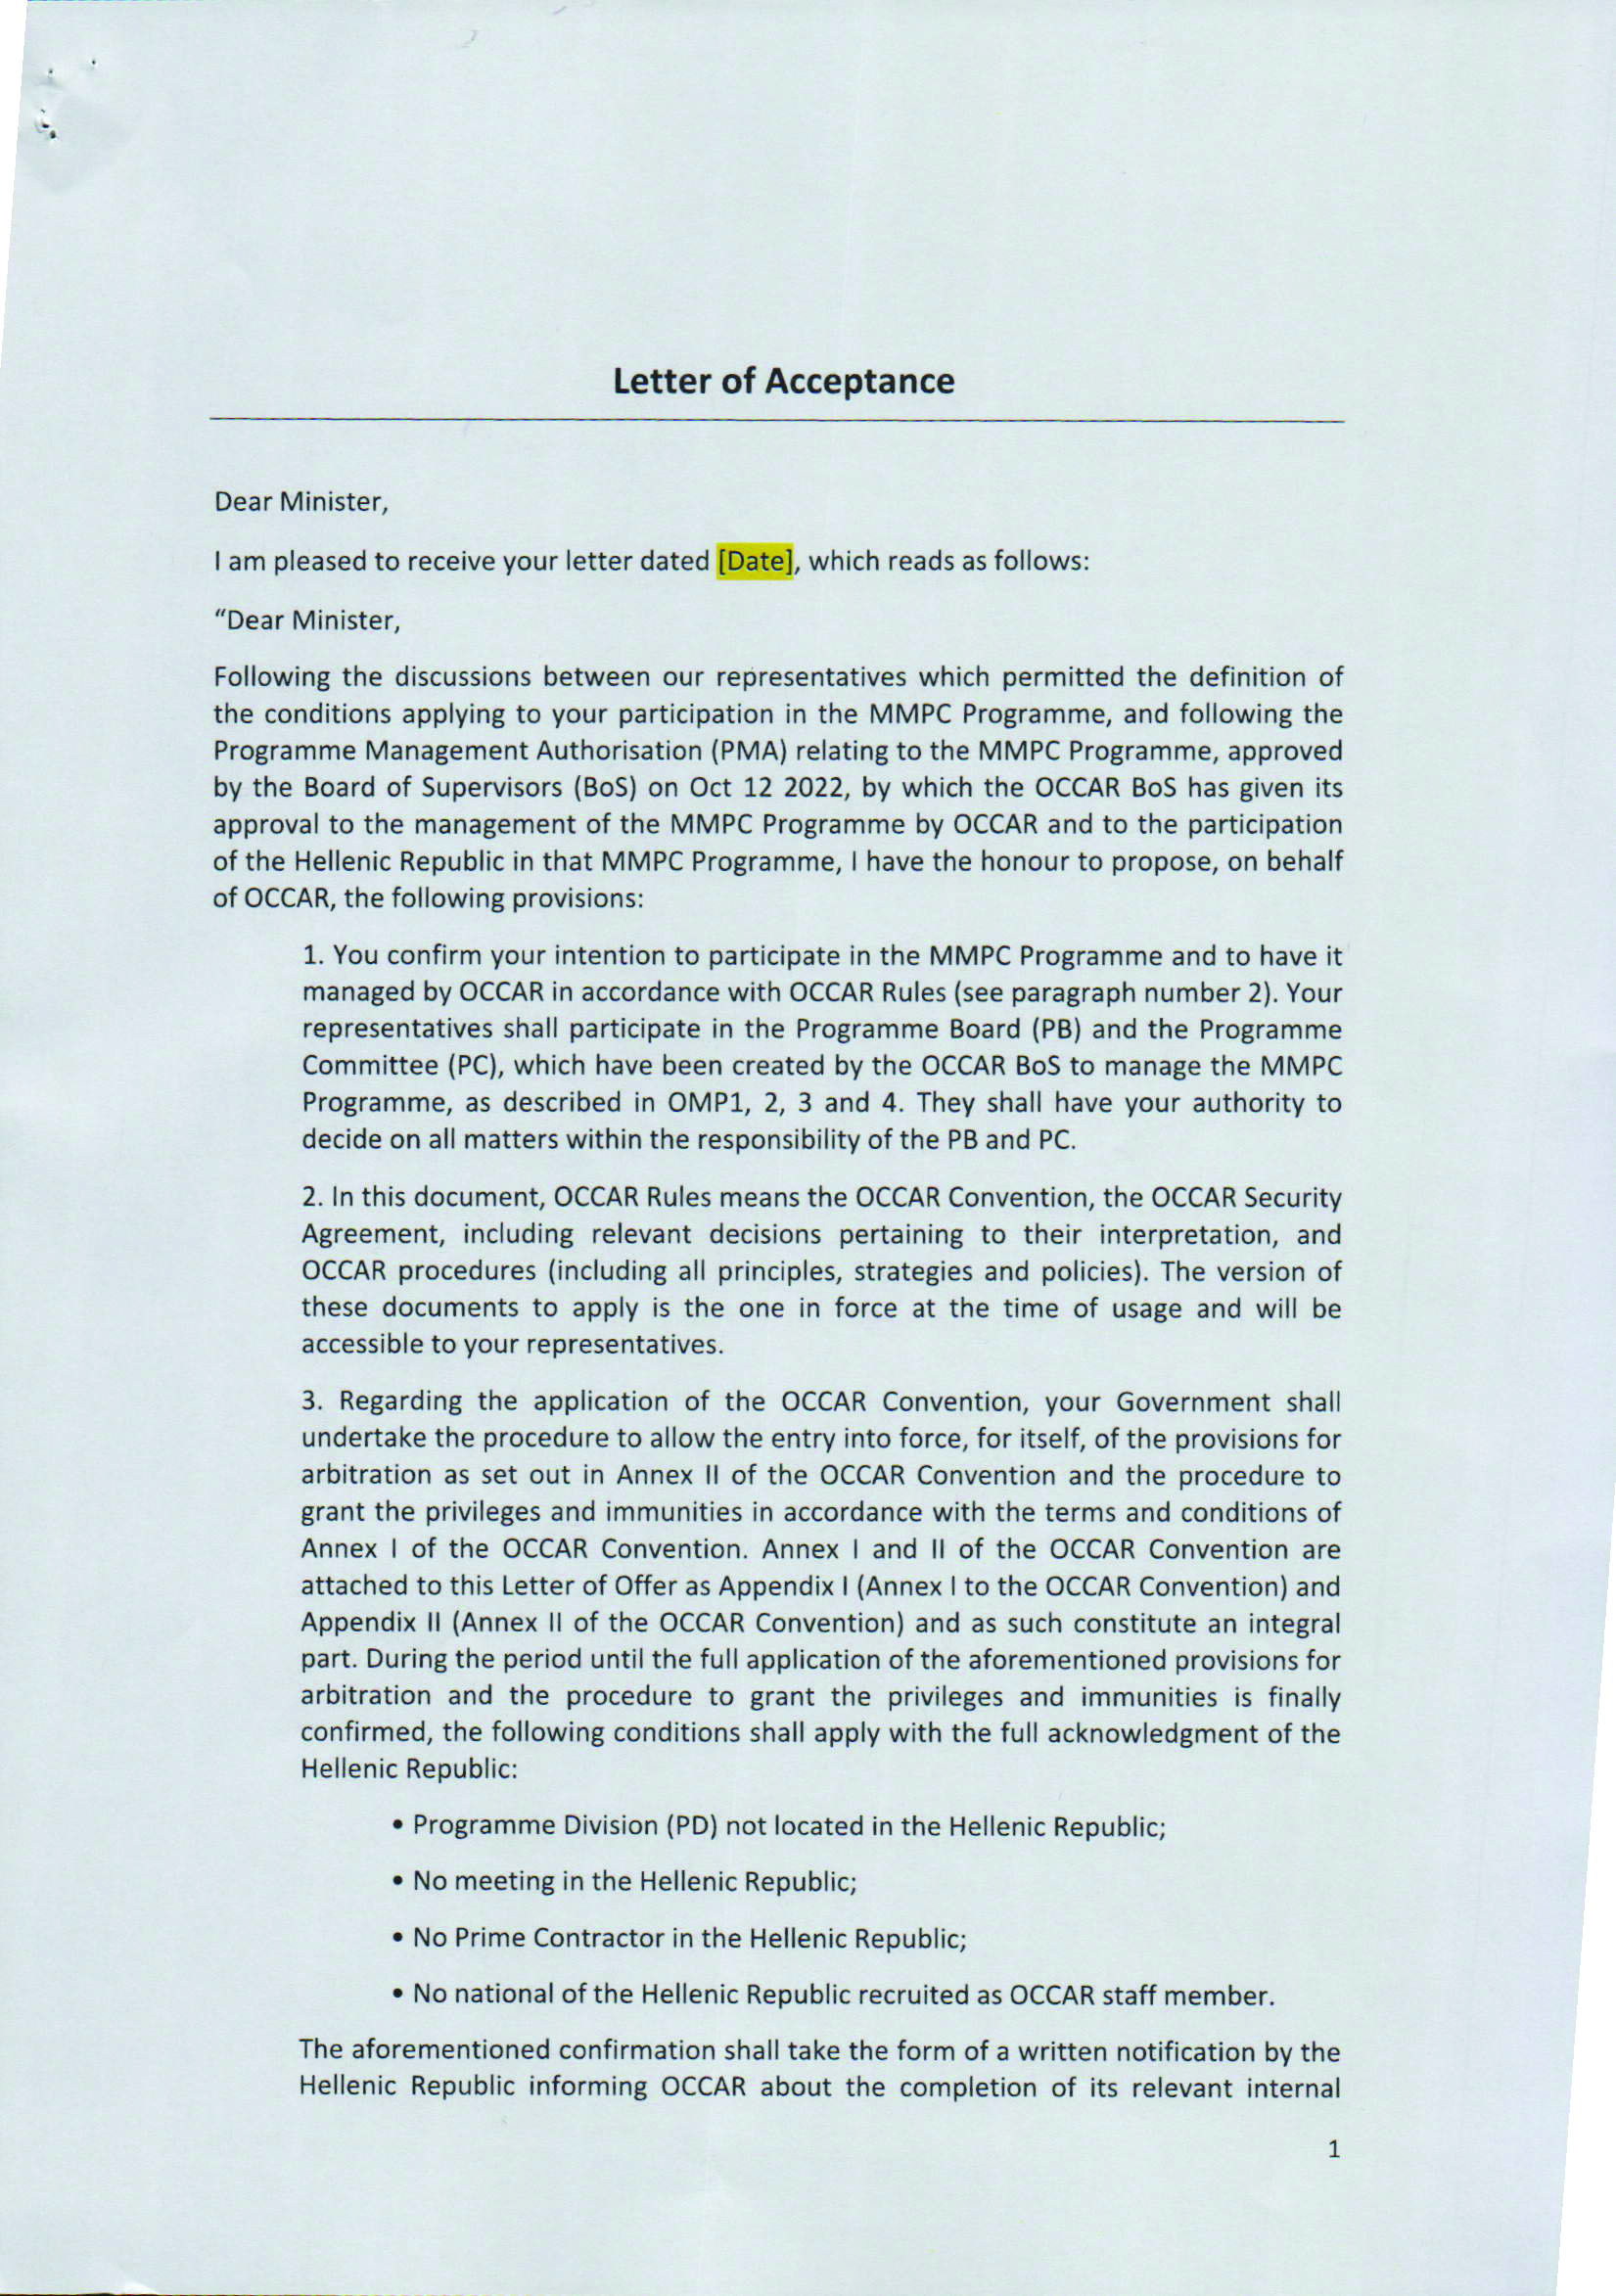 Letter of Acceptance
Dear Minister,
I am pleased to receive your letter dated [Date], which reads as follows:
“Dear Minister,
Following the discussions between our representatives which permitted the definition of
the conditions applying to your participation in the MMPC Programme, and following the
Programme Management Authorisation (PMA) relating to the MMPC Programme, approved
by the Board of Supervisors (BoS) on Oct 12 2022, by which the OCCAR BoS has given its
approval to the management of the MMPC Programme by OCCAR and to the participation
of the Hellenic Republic in that MMPC Programme, I have the honour to propose, on behalf
of OCCAR, the following provisions:
1. You confirm your intention to participate in the MMPC Programme and to have it
managed by OCCAR in accordance with OCCAR Rules (see paragraph number 2). Your
representatives shall participate in the Programme Board (PB) and the Programme
Committee (PC), which have been created by the OCCAR BoS to manage the MMPC
Programme, as described in OMP1, 2, 3 and 4. They shall have your authority to
decide on all matters within the responsibility of the PB and PC.
2. In this document, OCCAR Rules means the OCCAR Convention, the OCCAR Security
Agreement, including relevant decisions pertaining to their interpretation, and
OCCAR procedures (including all principles, strategies and policies). The version of
these documents to apply is the one in force at the time of usage and will be
accessible to your representatives.
3. Regarding the application of the OCCAR Convention, your Government shall
undertake the procedure to allow the entry into force, for itself, of the provisions for
arbitration as set out in Annex II of the OCCAR Convention and the procedure to
grant the privileges and immunities in accordance with the terms and conditions of
Annex I of the OCCAR Convention. Annex I and II of the OCCAR Convention are
attached to this Letter of Offer as Appendix I (Annex I to the OCCAR Convention) and
Appendix II (Annex II of the OCCAR Convention) and as such constitute an integral
part. During the period until the full application of the aforementioned provisions for
arbitration and the procedure to grant the privileges and immunities is finally
confirmed, the following conditions shall apply with the full acknowledgment of the
Hellenic Republic:
• Programme Division (PD) not located in the Hellenic Republic;
• No meeting in the Hellenic Republic;
• No Prime Contractor in the Hellenic Republic;
• No national of the Hellenic Republic recruited as OCCAR staff member.
The aforementioned confirmation shall take the form of a written notification by the
Hellenic Republic informing OCCAR about the completion of its relevant internal
1